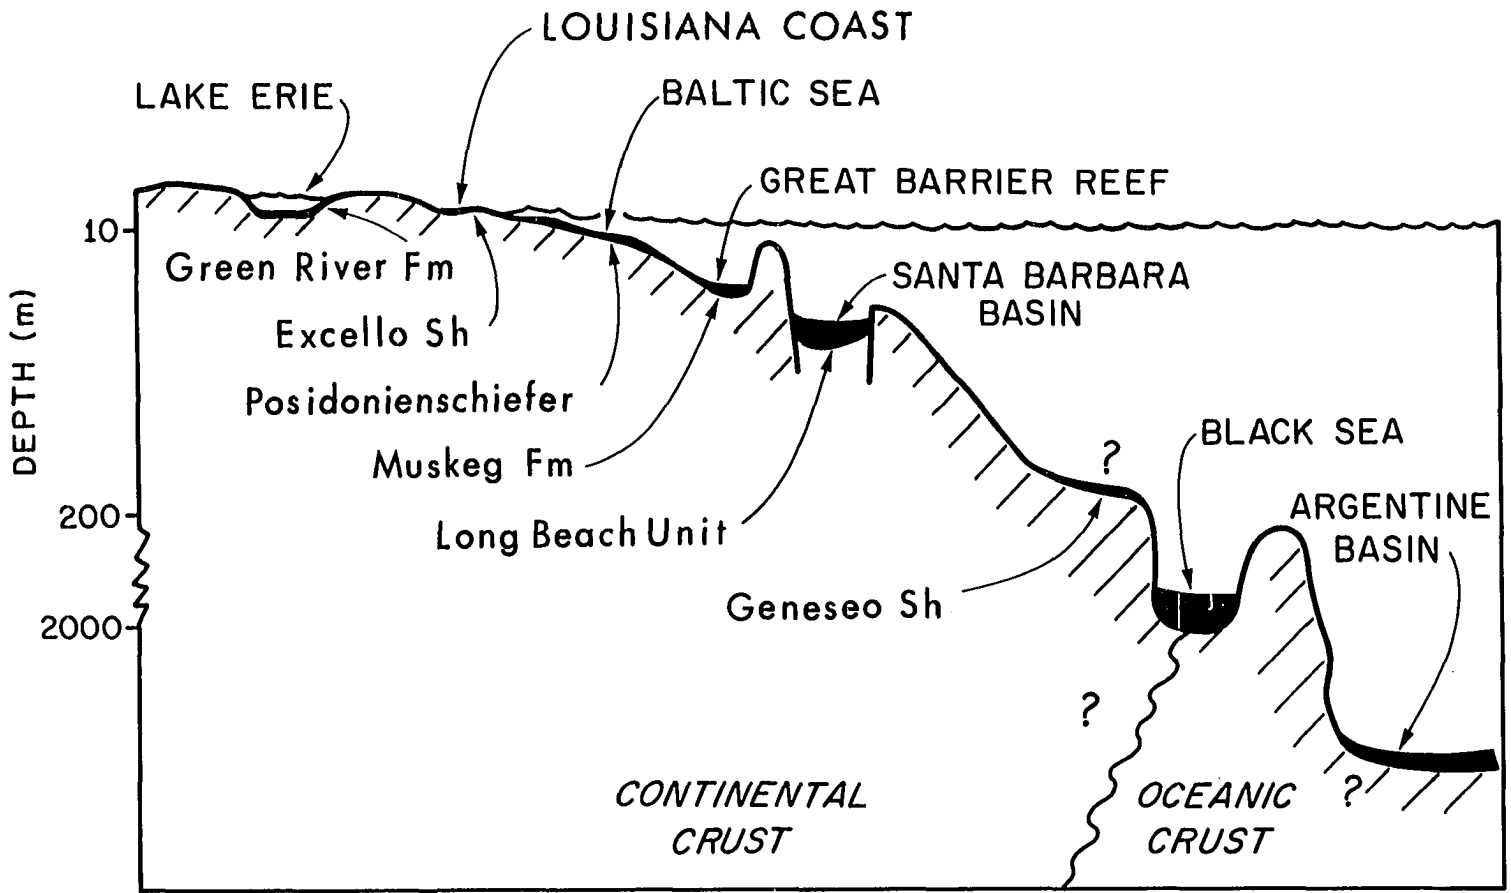 LOUISIANA COAST
LAKE ERIE
BALTIC SEA
GREAT BARRIER REEF
10
Green River Fm
SANTA BARBARA
BASIN
Excello Sh
DEPTH (m)
Posidonienschiefer
Muskeg Fm
?
BLACK SEA
200
Long Beach Unit
ARGENTINE
BASIN
Geneseo Sh
2000
?
CONTINENTAL
CRUST
OCEANIC
CRUST
?